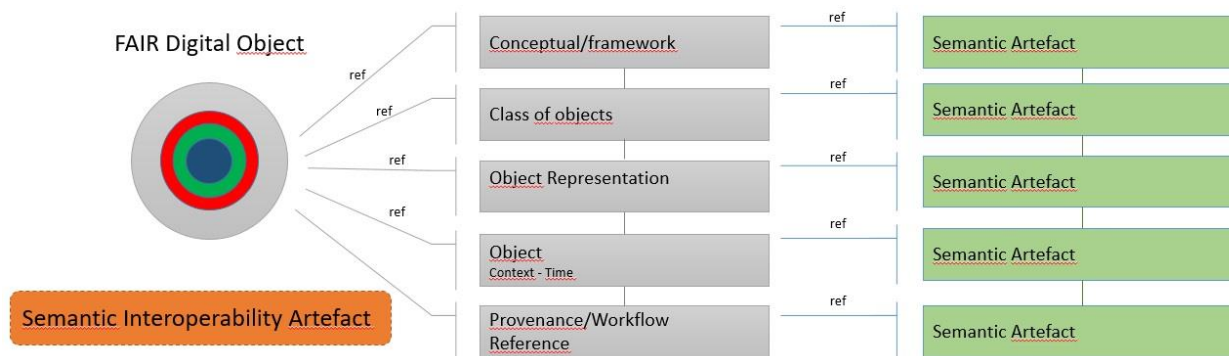 FAIR Digital Object
ref
Conceptual/framework
ref
Semantic Artefact
ref
Class of objects
ref
Semantic Artefact
ref
Object Representation
ref
Semantic Artefact
ref
Object
Context - Time
ref
Semantic Artefact
Semantic Interoperability Artefact
ref
Provenance/Workflow
Reference
ref
Semantic Artefact